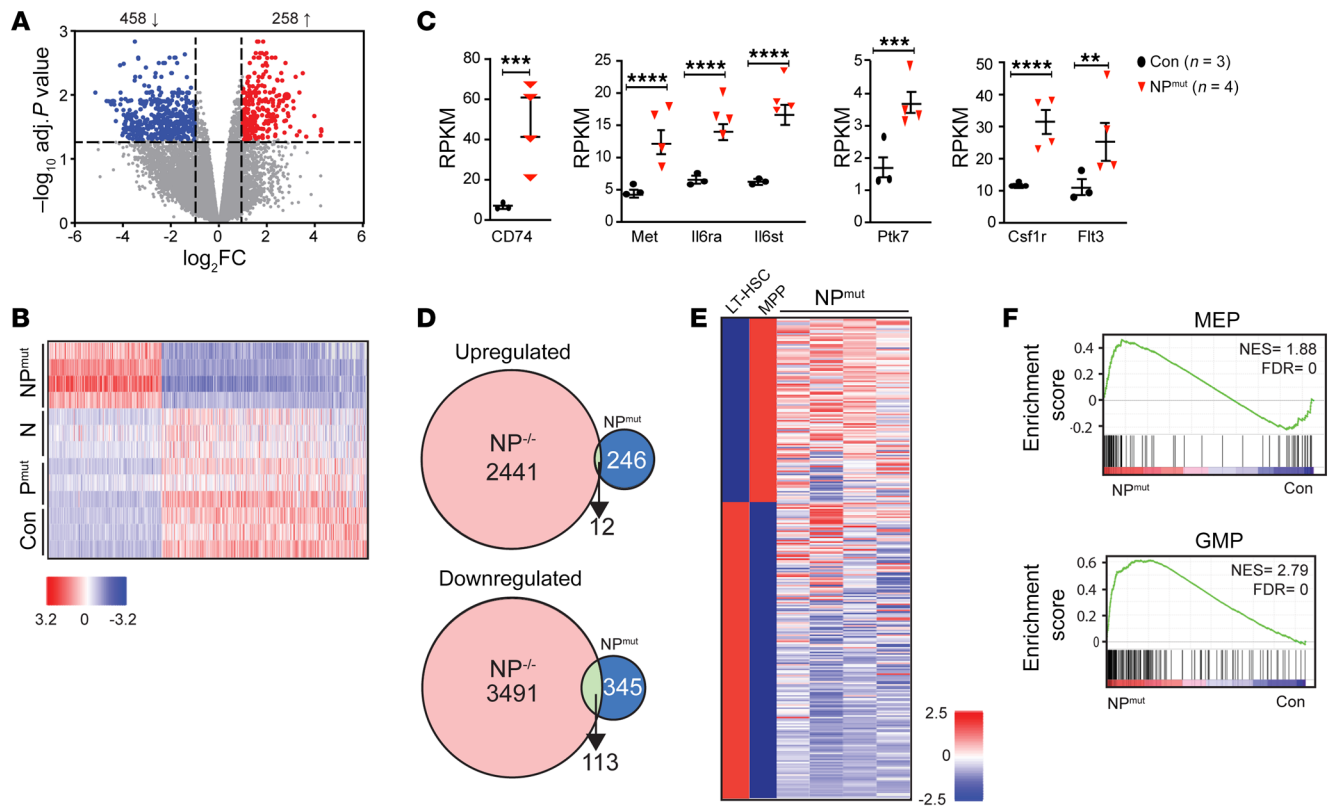 A
458 ↓
258 ↑
–log10 adj. P value
3
2
1
0
-6
-4
-2
0
2
4
6
log2FC
B
NPmut
N
Pmut
Con
3.2
0
-3.2
C
RPKM
80
60
40
20
0
***
CD74
RPKM
25
20
15
10
5
0
****
****
****
Met
Il6ra
Il6st
RPKM
5
4
3
2
1
0
***
Ptk7
RPKM
50
40
30
20
10
0
****
**
Csf1r
Flt3
Con (n = 3)
NPmut (n = 4)
D
Upregulated
NP-/-
2441
NPmut
246
12
Downregulated
NP-/-
3491
NPmut
345
113
E
LT-HSC
MPP
NPmut
2.5
0
-2.5
F
MEP
Enrichment
score
0.4
0.2
0
-0.2
NES= 1.88
FDR= 0
NPmut
Con
GMP
Enrichment
score
0.6
0.4
0.2
0
NES= 2.79
FDR= 0
NPmut
Con